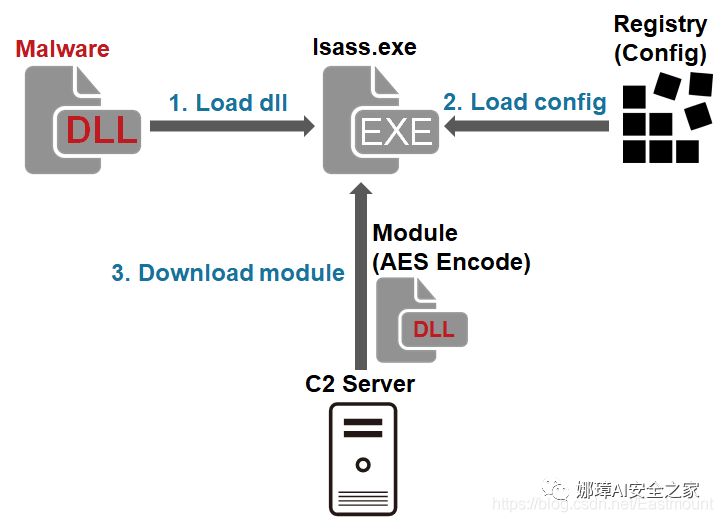 Malware
DLL
1. Load dll
lsass.exe
EXE
2. Load config
Registry
(Config)
3. Download module
Module
(AES Encode)
DLL
C2 Server
娜璋AI安全之家
https://blog.csdn.net/Eastmount